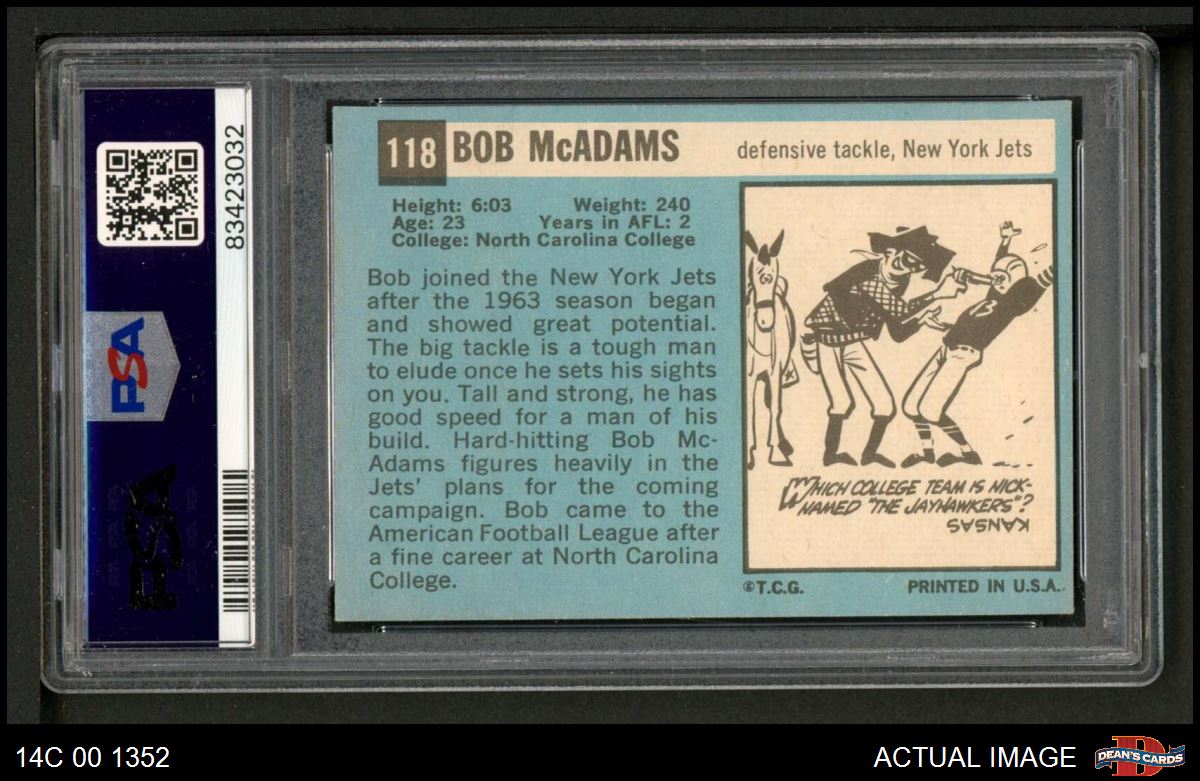 118 BOB McADAMS
defensive tackle, New York Jets
Height: 6:03 Weight: 240
Age: 23 Years in AFL: 2
College: North Carolina College
Bob joined the New York Jets
after the 1963 season began
and showed great potential.
The big tackle is a tough man
to elude once he sets his sights
on you. Tall and strong, he has
good speed for a man of his
build. Hard-hitting Bob Mc-
Adams figures heavily in the
Jets' plans for the coming
campaign. Bob came to the
American Football League after
a fine career at North Carolina
College.
WHICH COLLEGE TEAM IS NICK-
NAMED "THE JAYHAWKERS"?
KANSAS
©T.C.G. PRINTED IN U.S.A.
83423032
PSA
PSA
14C 00 1352
ACTUAL IMAGE
D
DEAN'S CARDS